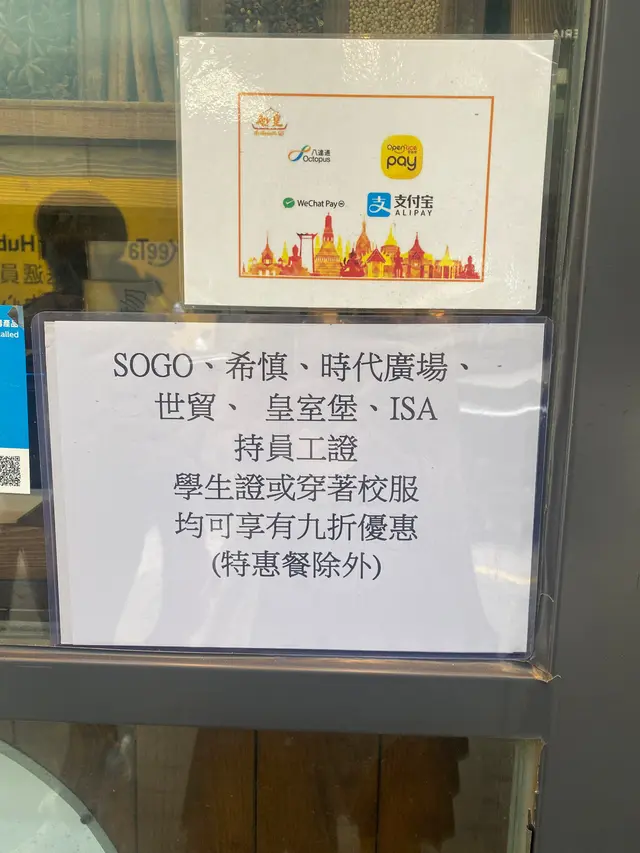 八達通
Octopus
OpenRice
pay
WeChat Pay
支付宝
ALIPAY
KeeTa
SOGO、希慎、時代廣場、
世貿、 皇室堡、ISA
持員工證
學生證或穿著校服
均可享有九折優惠
(特惠餐除外)